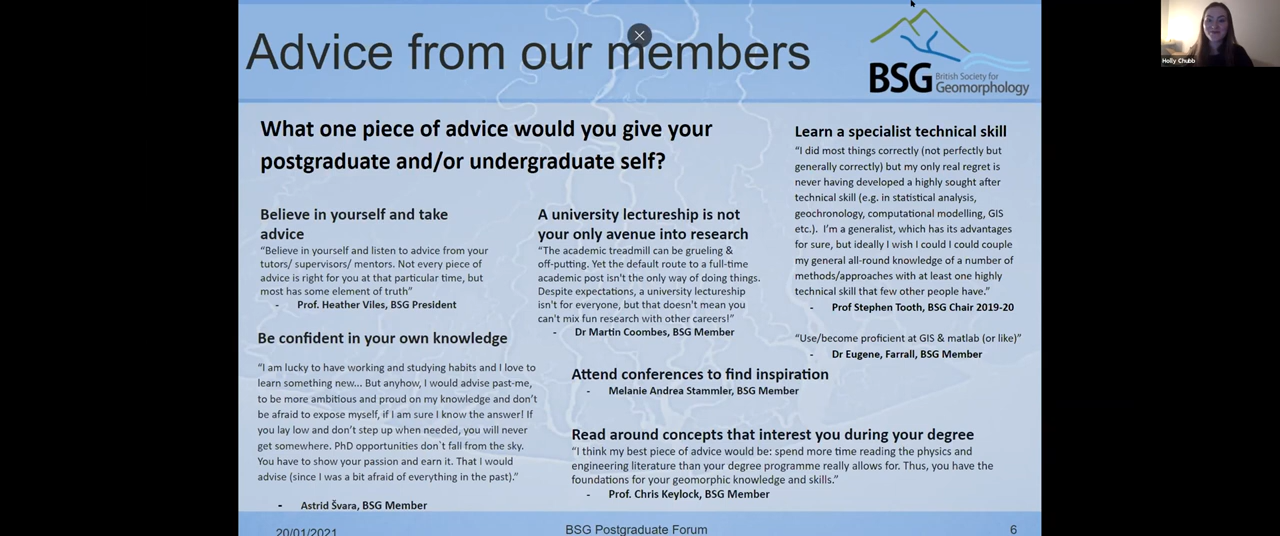 Advice from our members
BSG British Society for
Geomorphology
Holly Chubb
What one piece of advice would you give your
postgraduate and/or undergraduate self?
Believe in yourself and take
advice
“Believe in yourself and listen to advice from your
tutors/ supervisors/ mentors. Not every piece of
advice is right for you at that particular time, but
most has some element of truth”
- Prof. Heather Viles, BSG President
Be confident in your own knowledge
“I am lucky to have working and studying habits and I love to
learn something new... But anyhow, I would advise past-me,
to be more ambitious and proud on my knowledge and don’t
be afraid to expose myself, if I am sure I know the answer! If
you lay low and don’t step up when needed, you will never
get somewhere. PhD opportunities don`t fall from the sky.
You have to show your passion and earn it. That I would
advise (since I was a bit afraid of everything in the past).”
- Astrid Švara, BSG Member
A university lectureship is not
your only avenue into research
“The academic treadmill can be grueling &
off-putting. Yet the default route to a full-time
academic post isn't the only way of doing things.
Despite expectations, a university lectureship
isn't for everyone, but that doesn't mean you
can't mix fun research with other careers!”
- Dr Martin Coombes, BSG Member
Attend conferences to find inspiration
- Melanie Andrea Stammler, BSG Member
Read around concepts that interest you during your degree
“I think my best piece of advice would be: spend more time reading the physics and
engineering literature than your degree programme really allows for. Thus, you have the
foundations for your geomorphic knowledge and skills.”
- Prof. Chris Keylock, BSG Member
Learn a specialist technical skill
“I did most things correctly (not perfectly but
generally correctly) but my only real regret is
never having developed a highly sought after
technical skill (e.g. in statistical analysis,
geochronology, computational modelling, GIS
etc.). I’m a generalist, which has its advantages
for sure, but ideally I wish I could I could couple
my general all-round knowledge of a number of
methods/approaches with at least one highly
technical skill that few other people have.”
- Prof Stephen Tooth, BSG Chair 2019-20
“Use/become proficient at GIS & matlab (or like)”
- Dr Eugene, Farrall, BSG Member
20/01/2021
BSG Postgraduate Forum
6